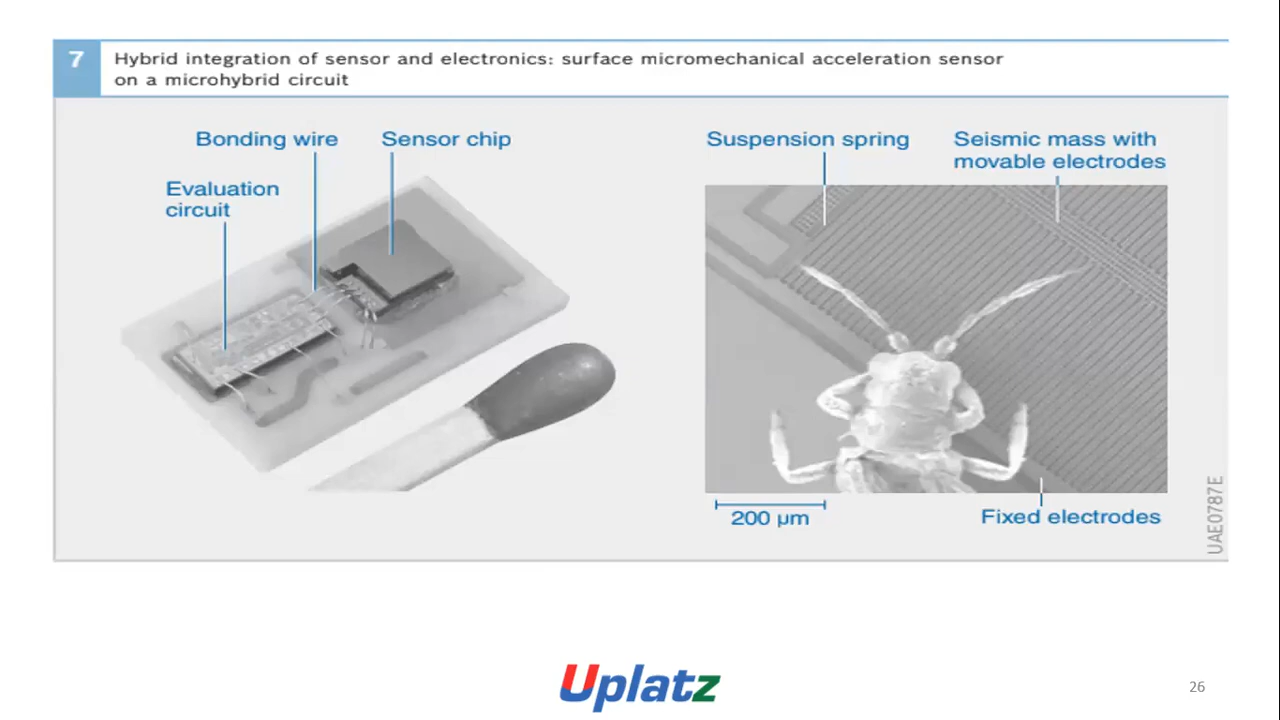 7
Hybrid integration of sensor and electronics: surface micromechanical acceleration sensor
on a microhybrid circuit
Bonding wire
Sensor chip
Evaluation
circuit
Suspension spring
Seismic mass with
movable electrodes
200 µm
Fixed electrodes
UAE0787E
Uplatz
26